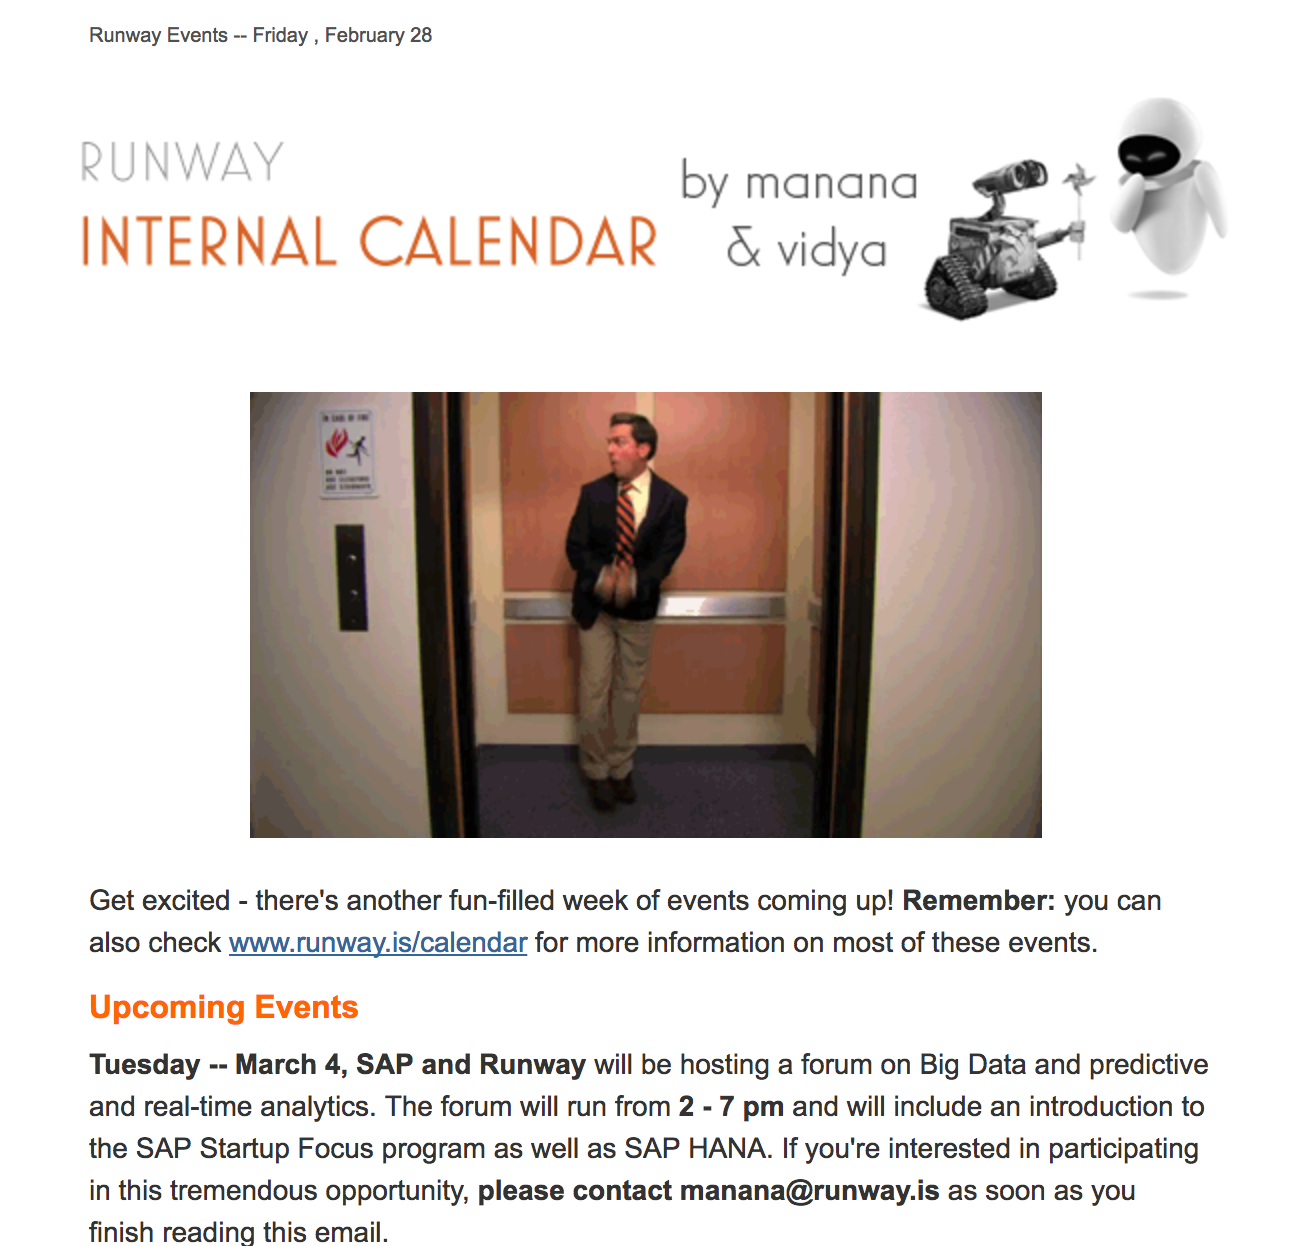 Runway Events -- Friday , February 28
RUNWAY
INTERNAL CALENDAR
by manana
& vidya
IN CASE OF FIRE
Get excited - there's another fun-filled week of events coming up! Remember: you can
also check www.runway.is/calendar for more information on most of these events.
Upcoming Events
Tuesday -- March 4, SAP and Runway will be hosting a forum on Big Data and predictive
and real-time analytics. The forum will run from 2 - 7 pm and will include an introduction to
the SAP Startup Focus program as well as SAP HANA. If you're interested in participating
in this tremendous opportunity, please contact manana@runway.is as soon as you
finish reading this email.